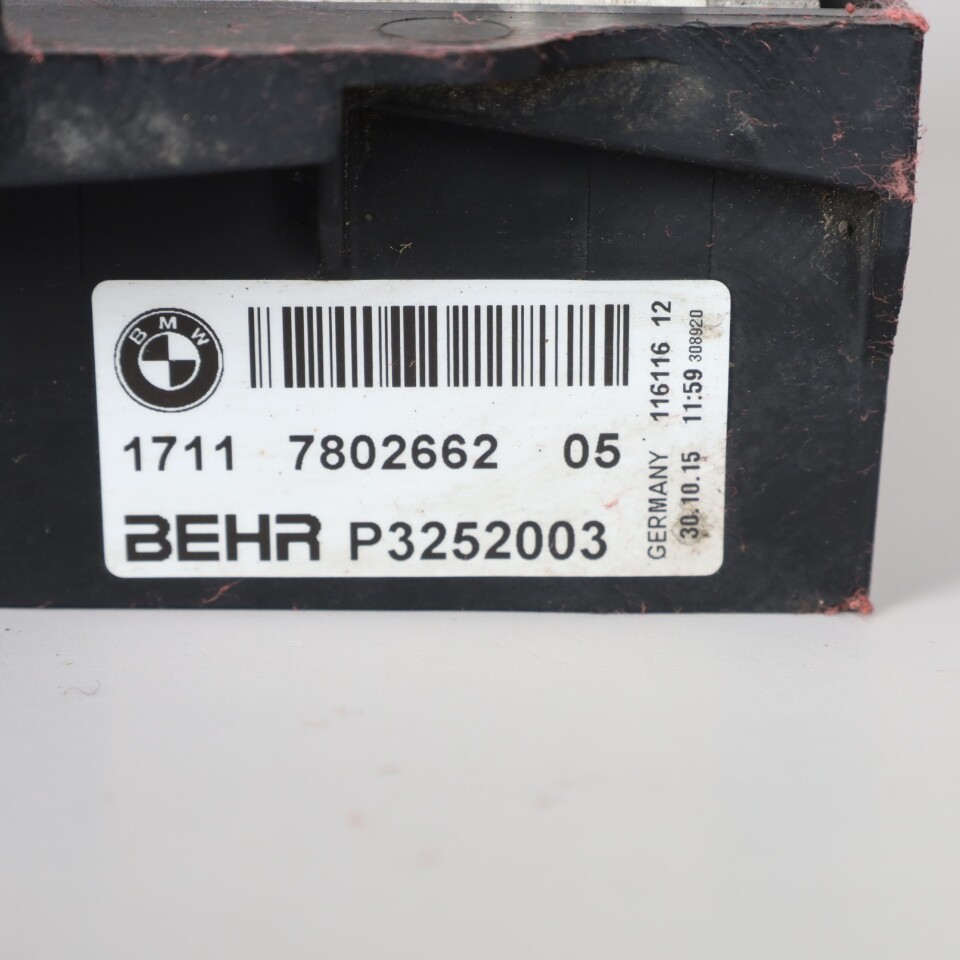 BMW
1711 7802662 05
BEHR P3252003
GERMANY 116116 12
30.10.15 11:59 308920